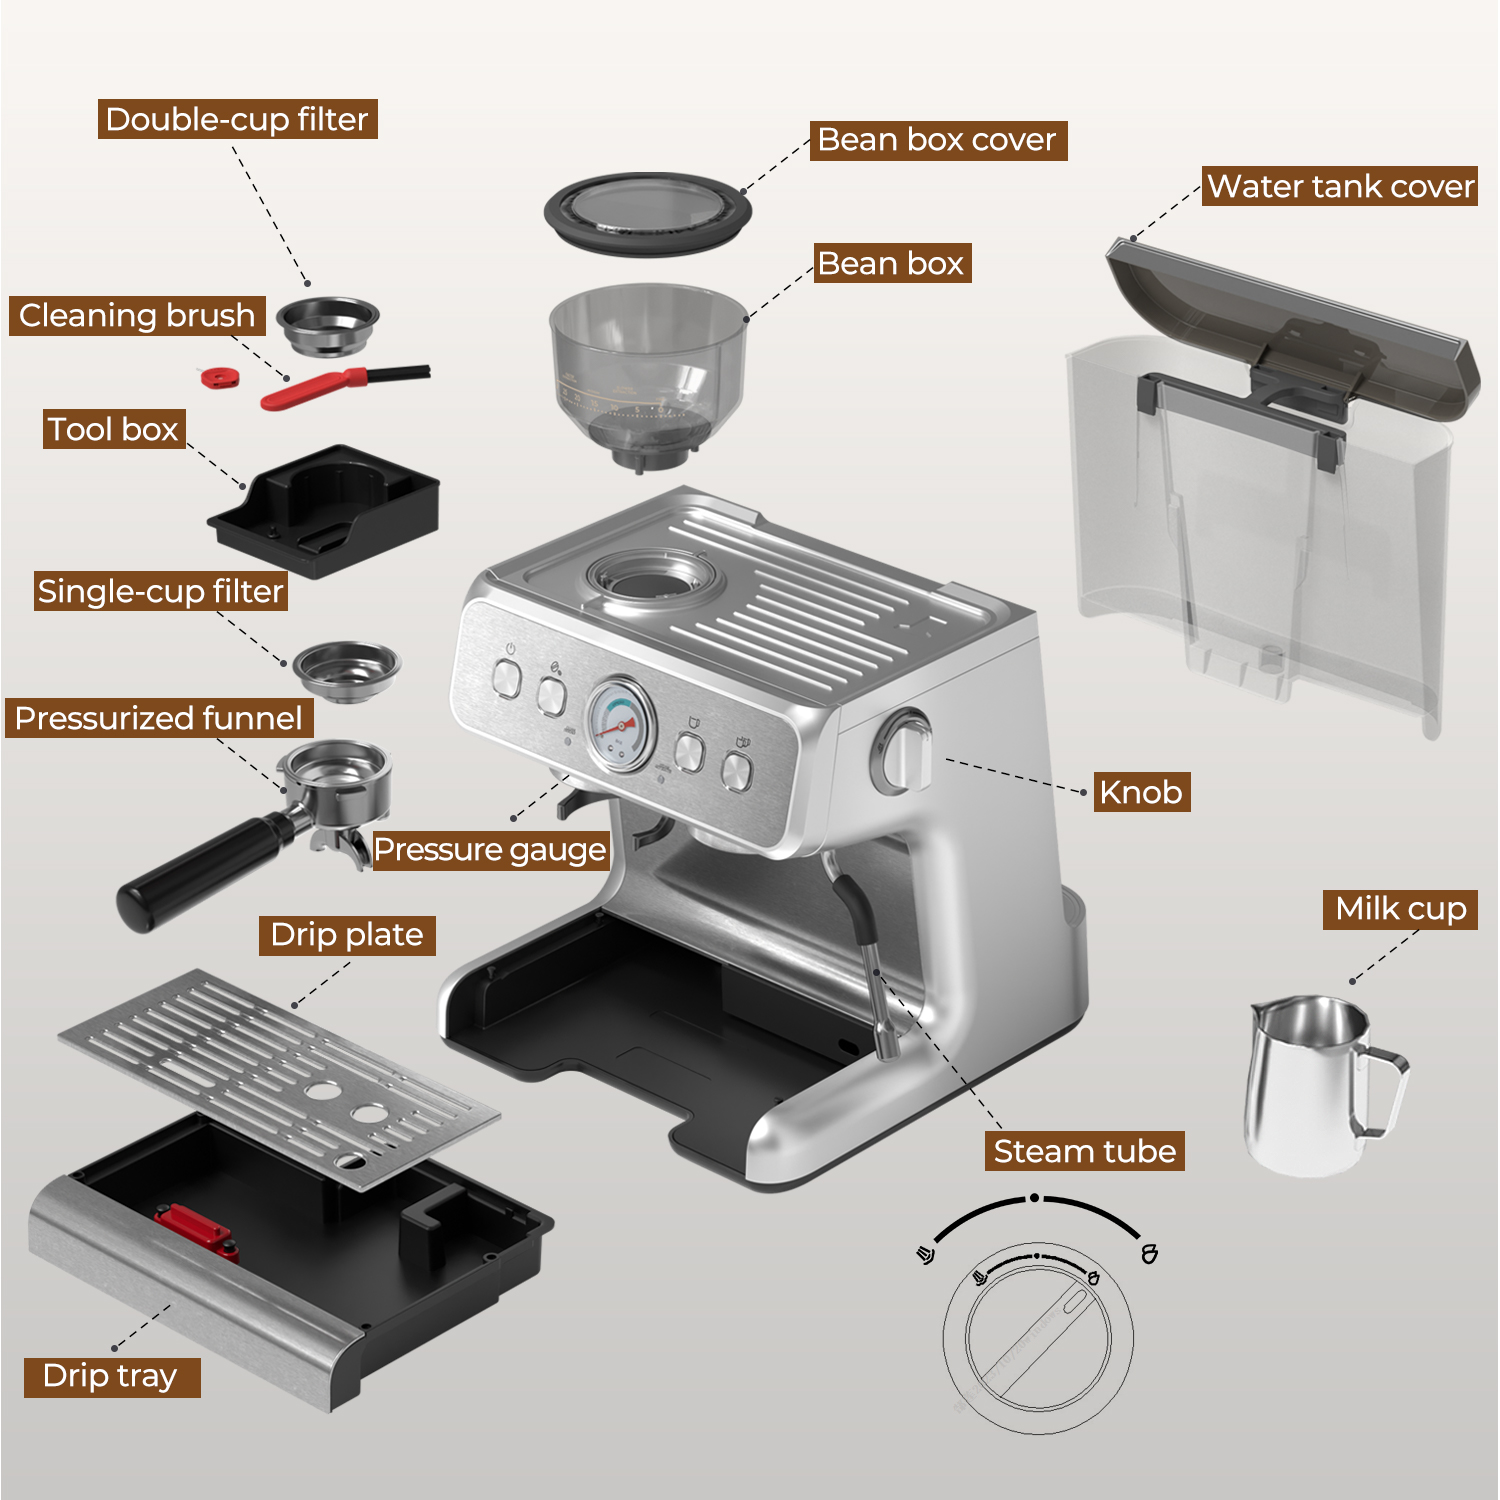 Double-cup filter
Bean box cover
Water tank cover
Bean box
Cleaning brush
Tool box
Single-cup filter
Pressurized funnel
Knob
Pressure gauge
Milk cup
Drip plate
Steam tube
Drip tray